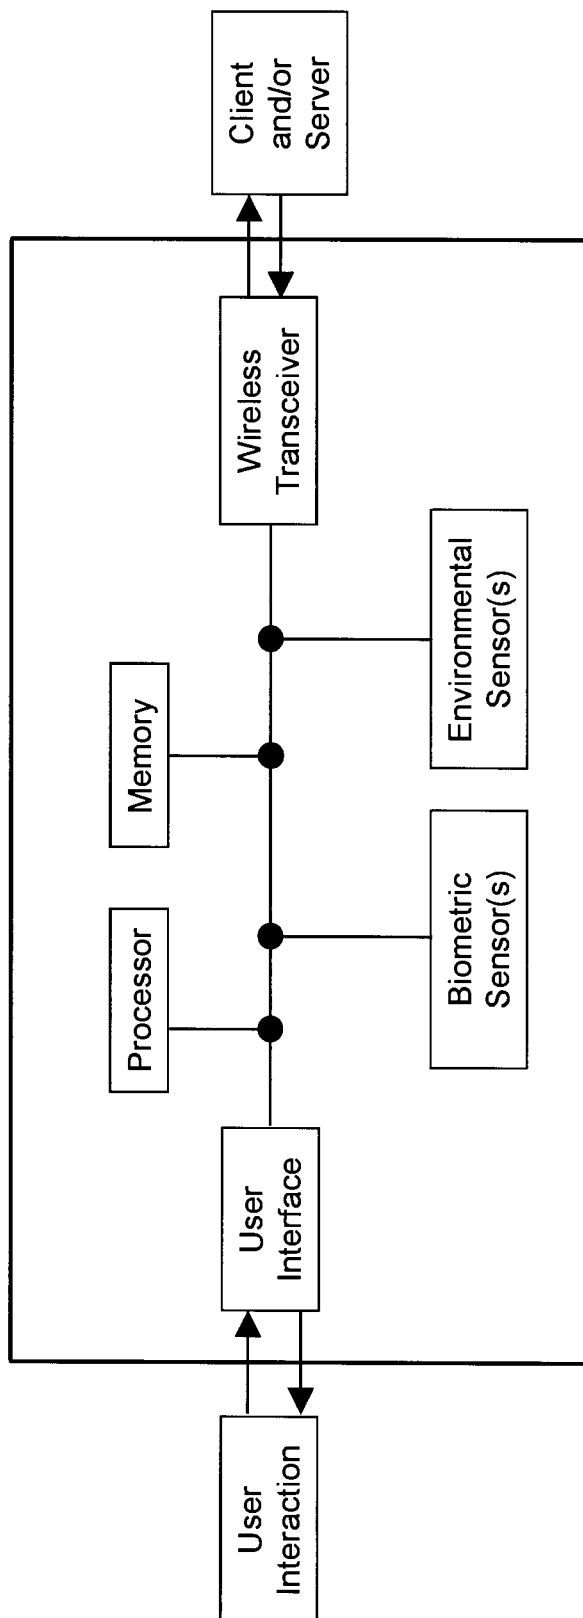 User
Interaction
User
Interface
Processor
Memory
Biometric
Sensor(s)
Environmental
Sensor(s)
Wireless
Transceiver
Client
and/or
Server